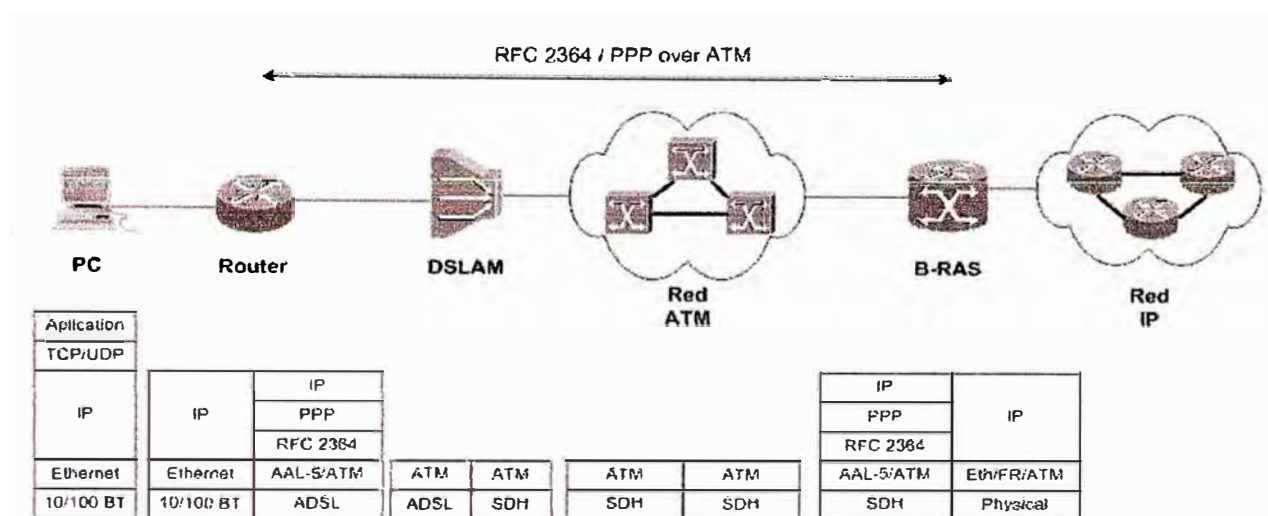 RFC 2364 / PPP over ATM
PC
Router
DSLAM
Red
ATM
B-RAS
Red
IP
Aplication
TCP/UDP
IP
IP
IP
PPP
RFC 2364
IP
PPP
RFC 2364
IP
Ethernet
Ethernet
AAL-5/ATM
ATM
ATM
ATM
ATM
AAL-5/ATM
Eth/FR/ATM
10/100 BT
10/100 BT
ADSL
ADSL
SDH
SDH
SDH
SDH
Physical